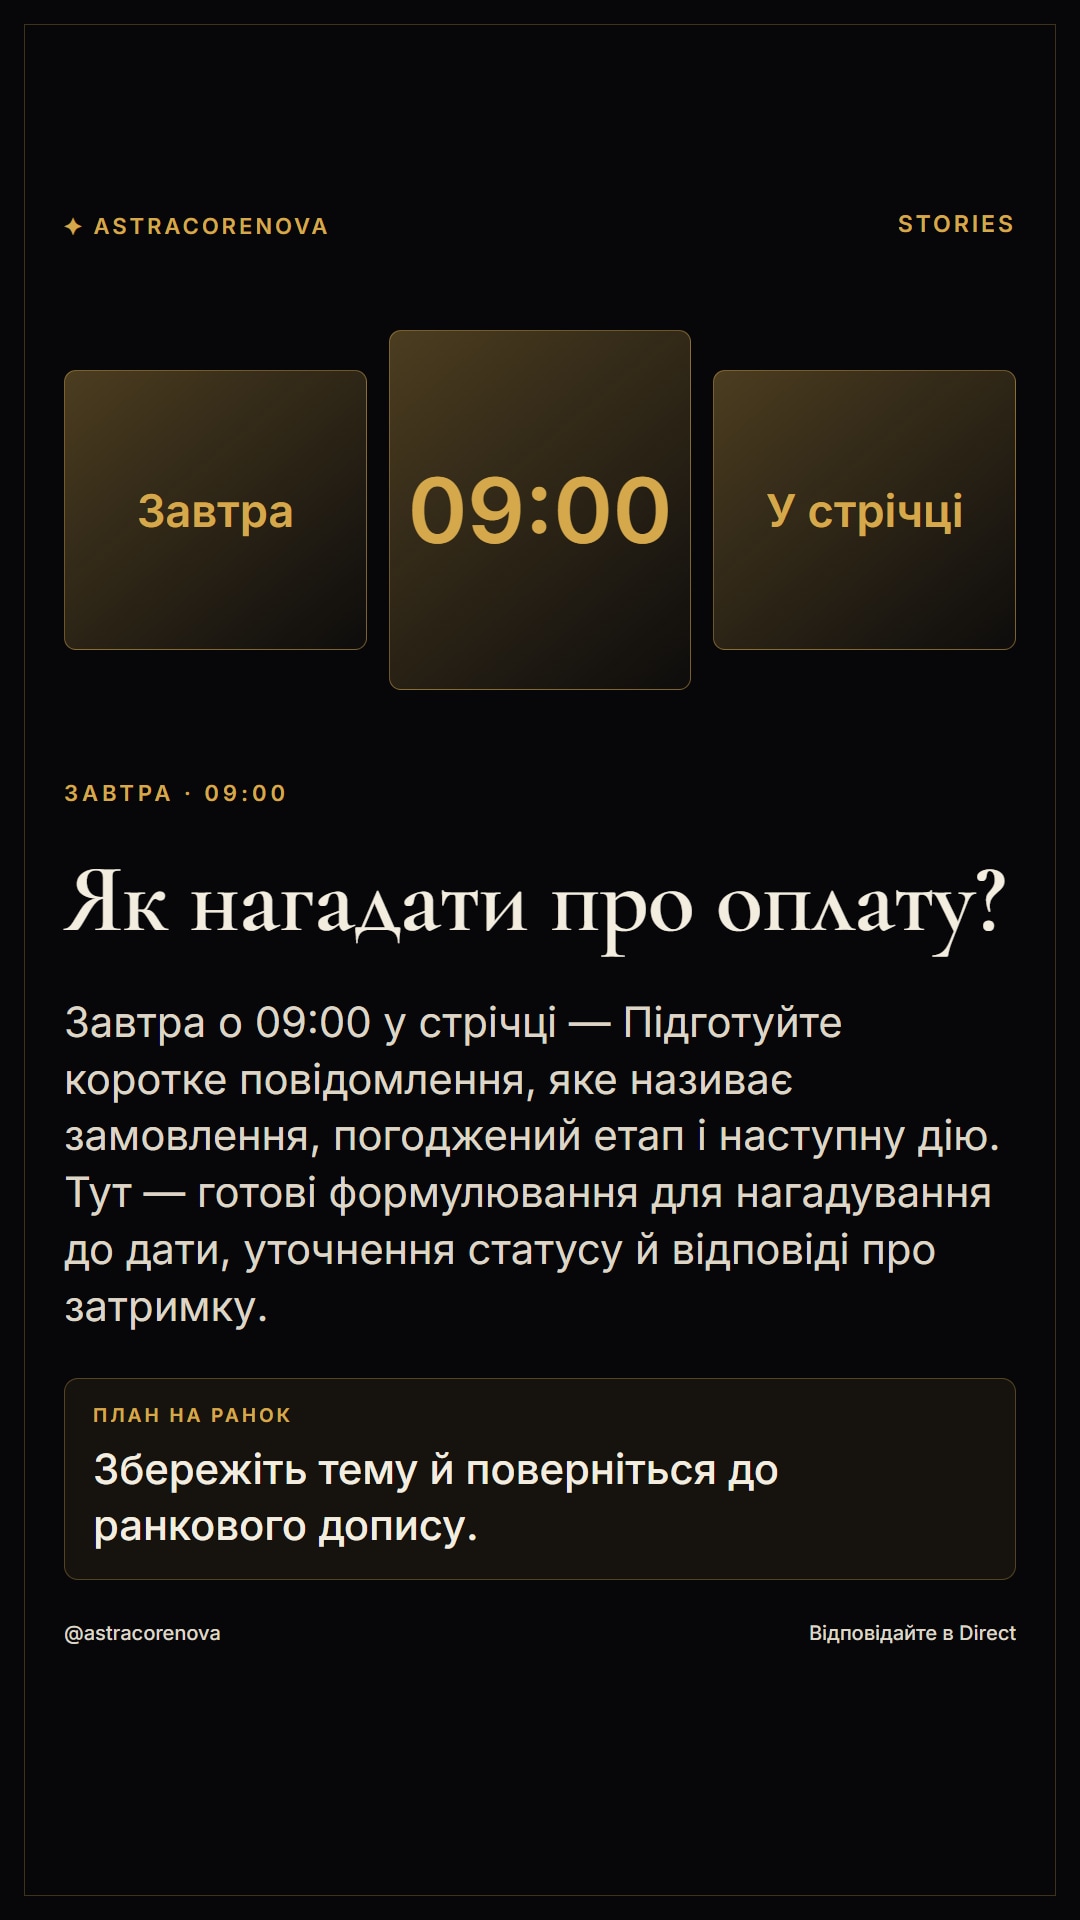 ✦ ASTRACORENOVA
STORIES
Завтра
09:00
У стрічці
ЗАВТРА · 09:00
Як нагадати про оплату?
Завтра о 09:00 у стрічці — Підготуйте
коротке повідомлення, яке називає
замовлення, погоджений етап і наступну дію.
Тут — готові формулювання для нагадування
до дати, уточнення статусу й відповіді про
затримку.
ПЛАН НА РАНОК
Збережіть тему й поверніться до
ранкового допису.
@astracorenova
Відповідайте в Direct